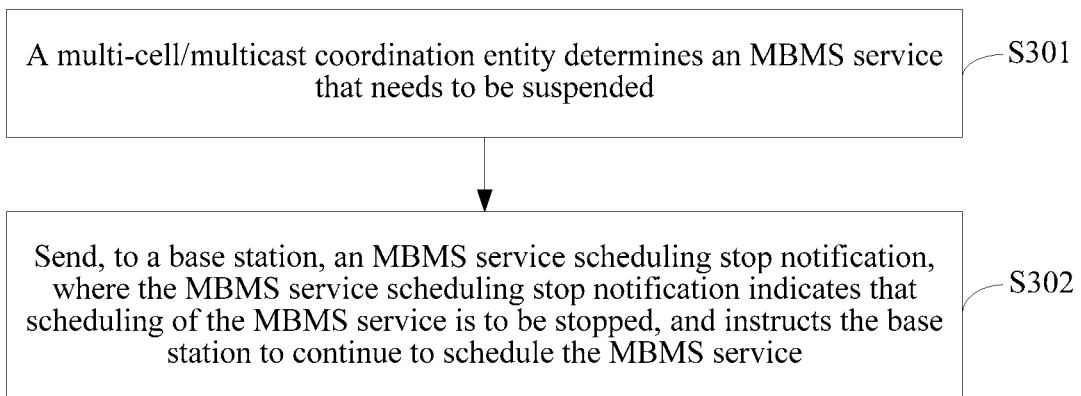 A multi-cell/multicast coordination entity determines an MBMS service
that needs to be suspended
S301
Send, to a base station, an MBMS service scheduling stop notification,
where the MBMS service scheduling stop notification indicates that
scheduling of the MBMS service is to be stopped, and instructs the base
station to continue to schedule the MBMS service
S302